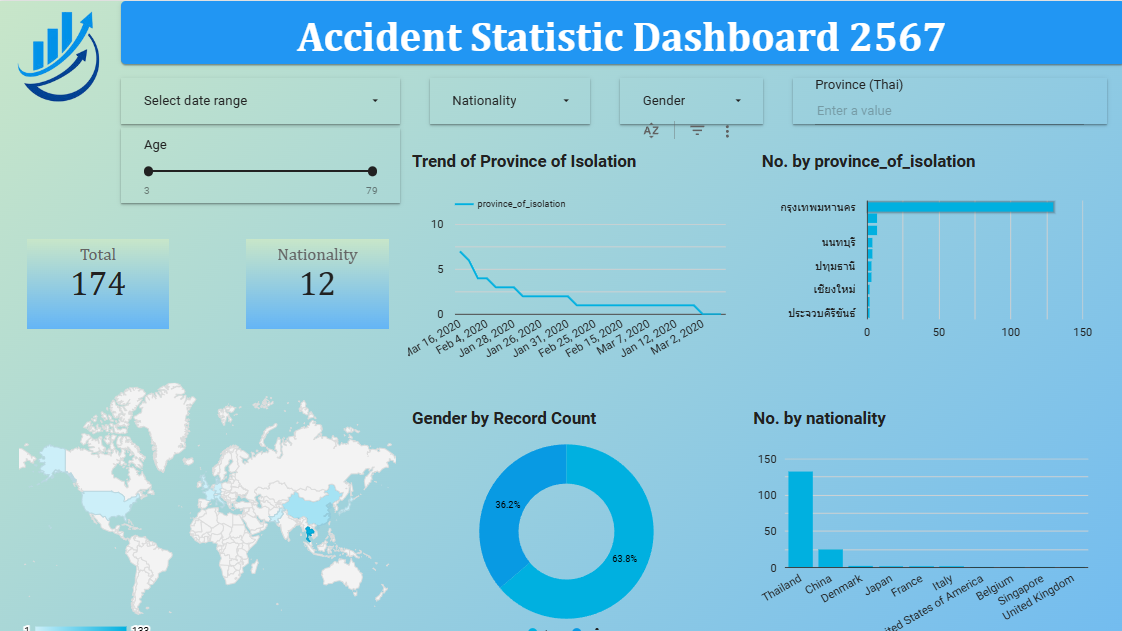 Accident Statistic Dashboard 2567
Select date range
Nationality
Gender
Province (Thai)
Enter a value
AZ
Age
3
79
Trend of Province of Isolation
province_of_isolation
10
5
0
Mar 16, 2020
Feb 4, 2020
Jan 28, 2020
Jan 26, 2020
Jan 31, 2020
Feb 25, 2020
Feb 15, 2020
Mar 7, 2020
Jan 12, 2020
Mar 2, 2020
No. by province_of_isolation
กรุงเทพมหานคร
นนทบุรี
ปทุมธานี
เชียงใหม่
ประจวบคีรีขันธ์
0
50
100
150
Total
174
Nationality
12
1
133
Gender by Record Count
36.2%
63.8%
No. by nationality
150
100
50
0
Thailand
China
Denmark
Japan
France
Italy
ited States of America
Belgium
Singapore
United Kingdom